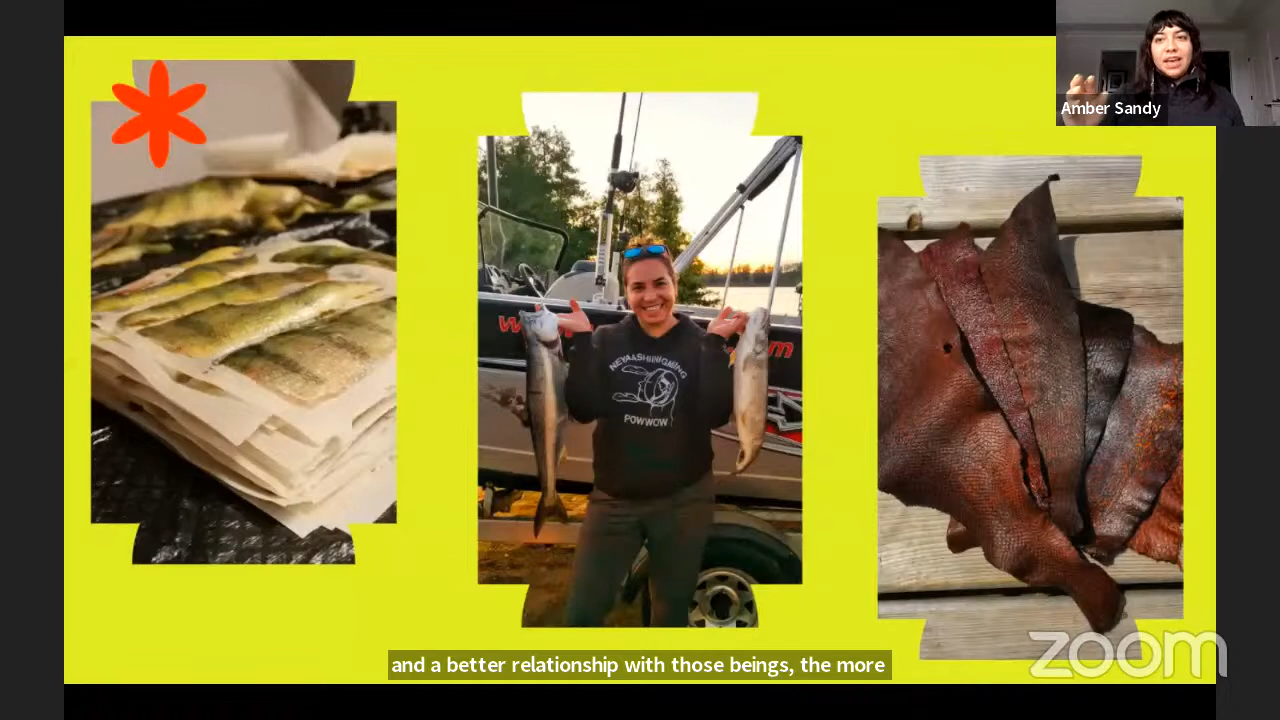 Amber Sandy
NEYAASHIINIGMIING
POWWOW
and a better relationship with those beings, the more
zoom